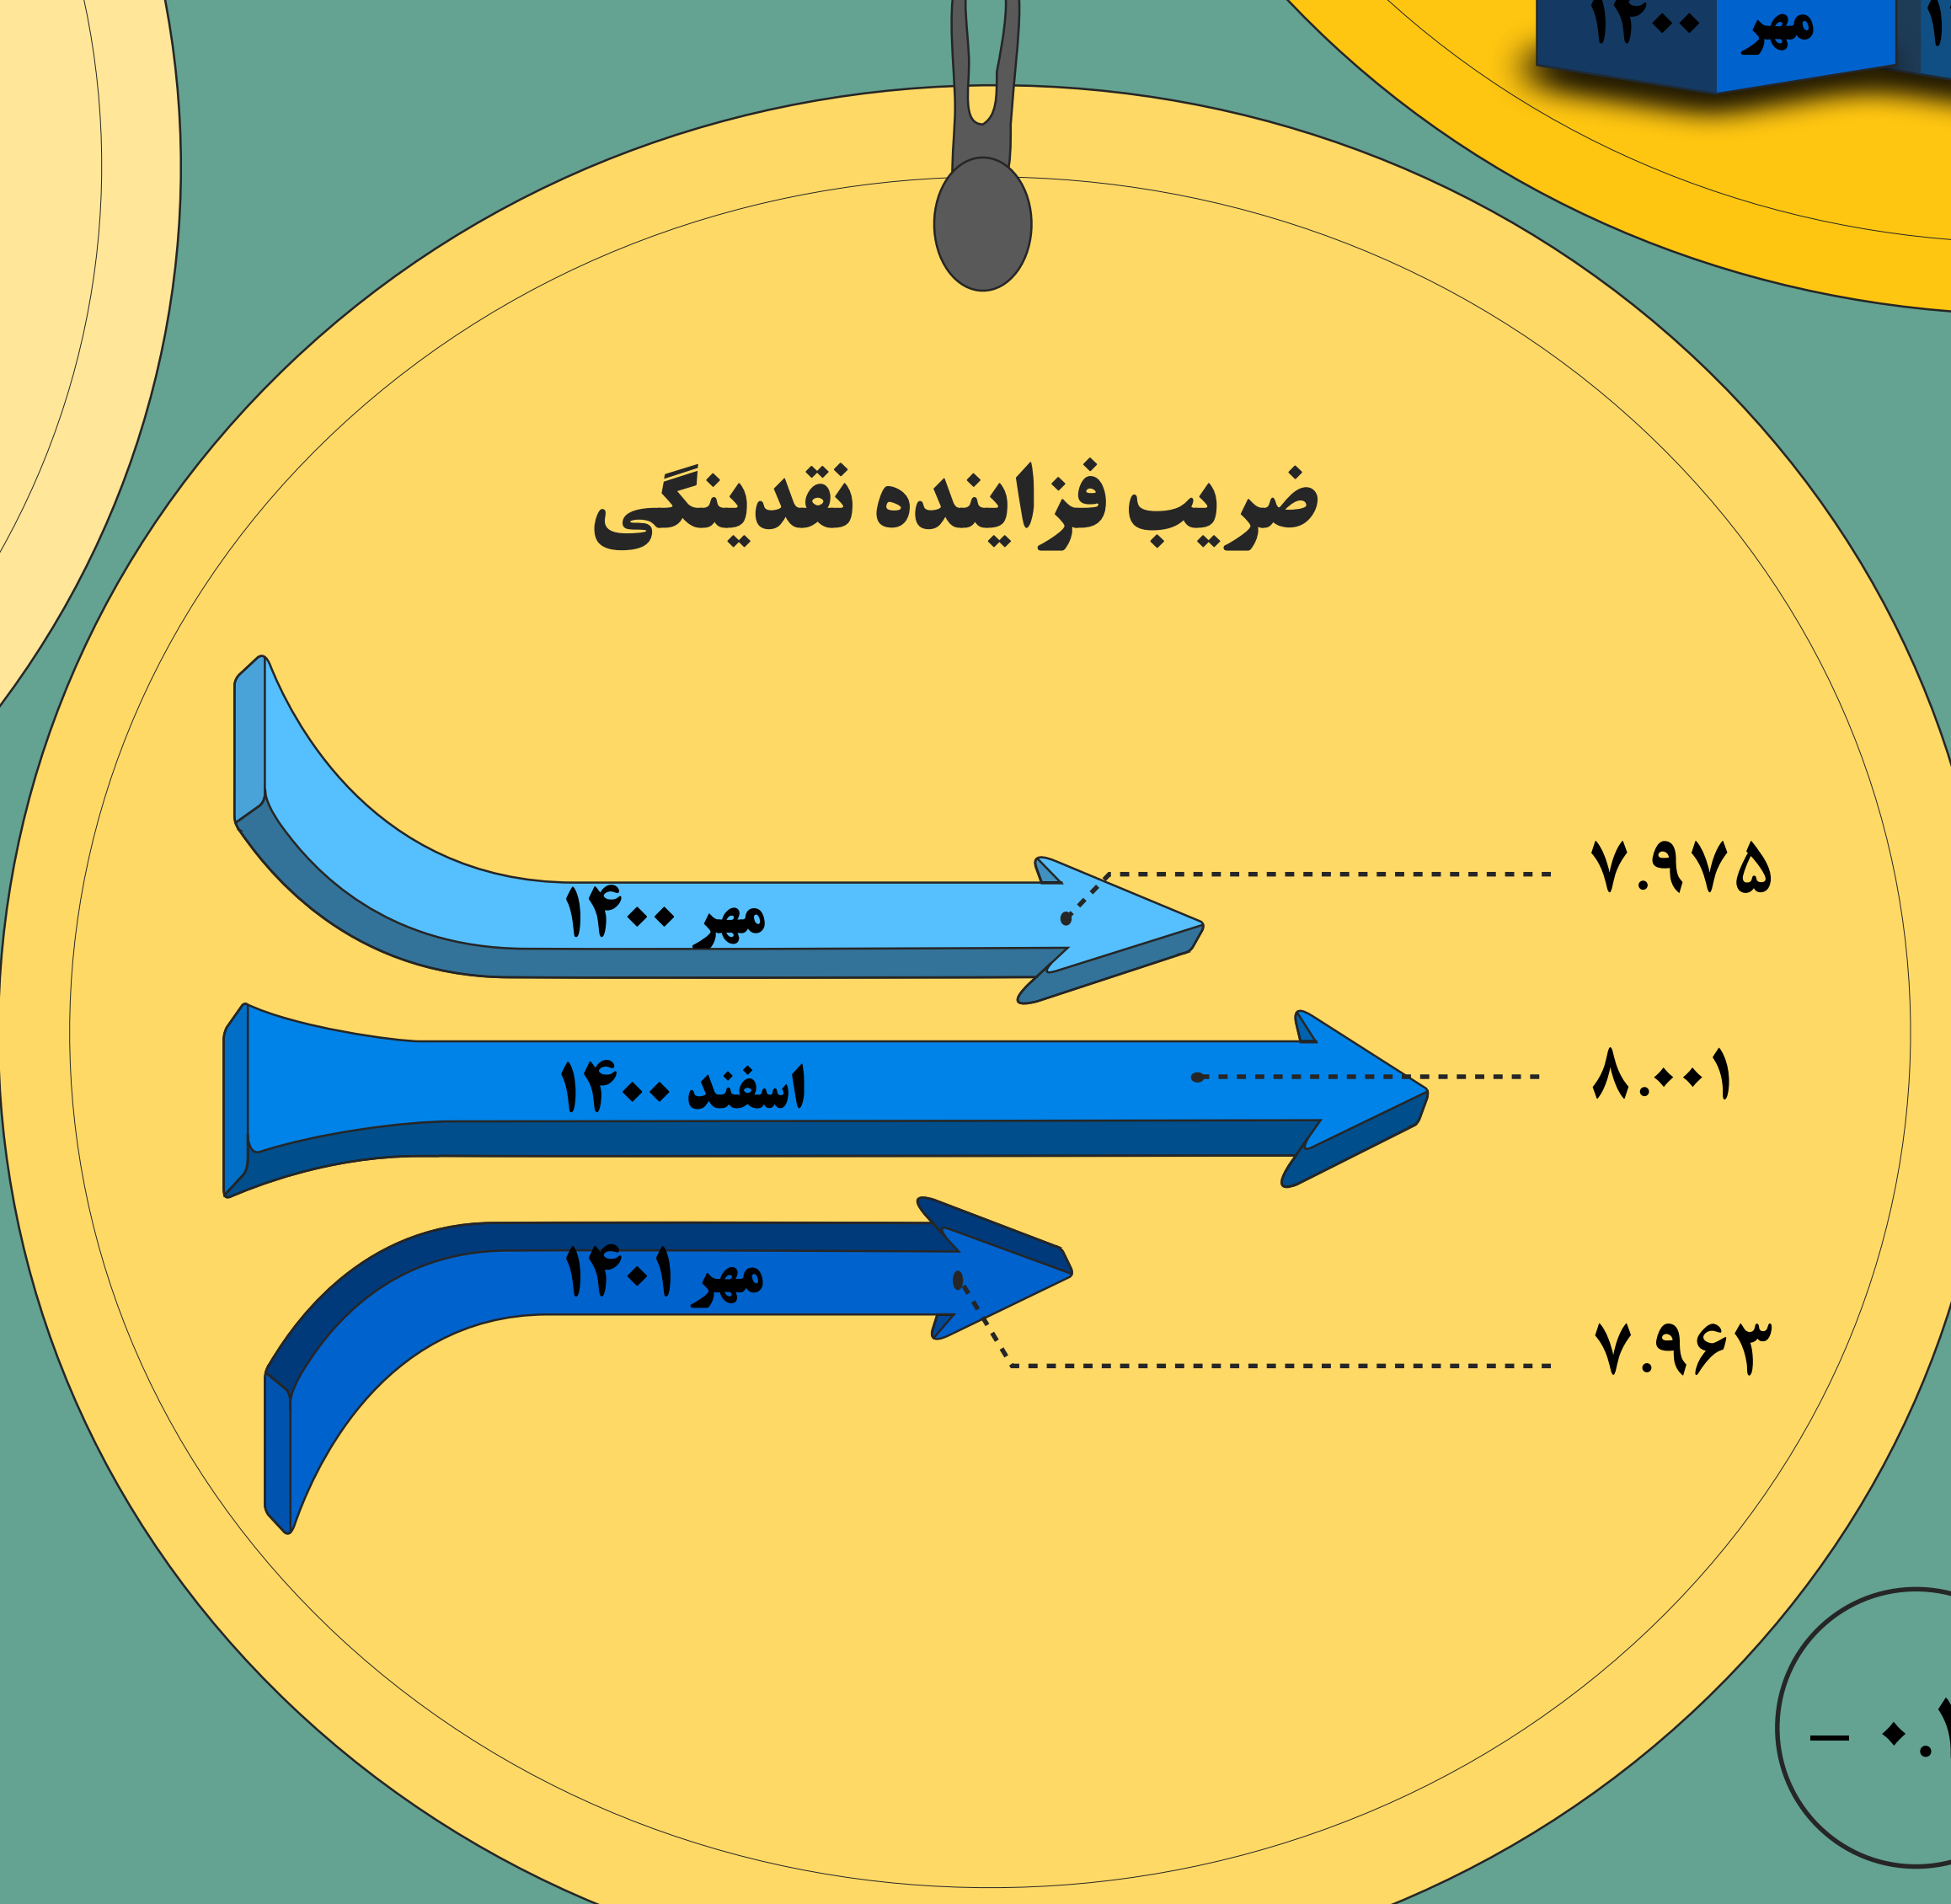 مهر ۱۴۰۰
ضریب فزاینده نقدینگی
مهر ۱۴۰۰
۷.۹۷۵
اسفند ۱۴۰۰
۸.۰۰۱
مهر ۱۴۰۱
۷.۹۶۳